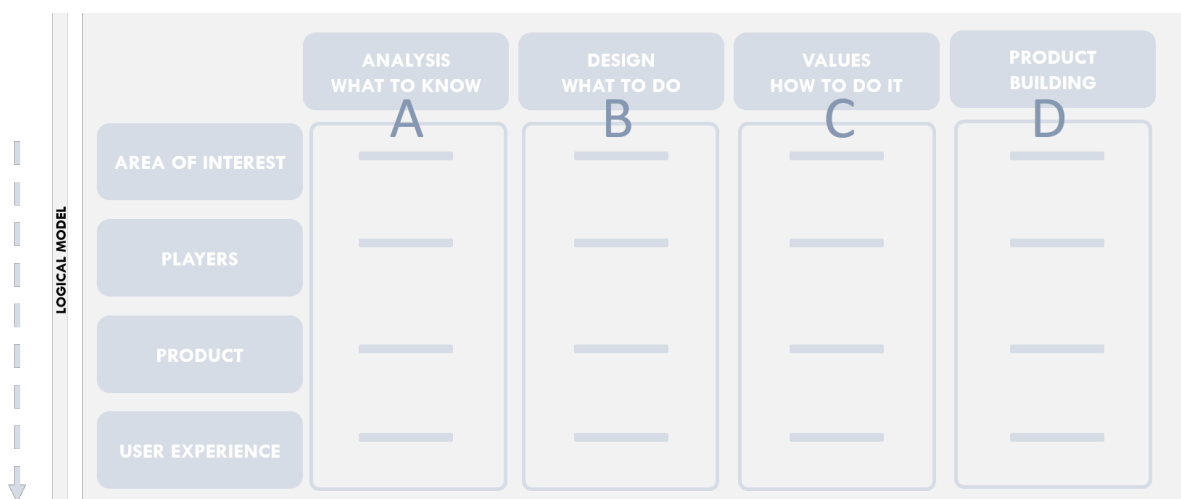 ANALYSIS
WHAT TO KNOW
DESIGN
WHAT TO DO
VALUES
HOW TO DO IT
PRODUCT
BUILDING
A
B
C
D
AREA OF INTEREST
PLAYERS
PRODUCT
USER EXPERIENCE
LOGICAL MODEL